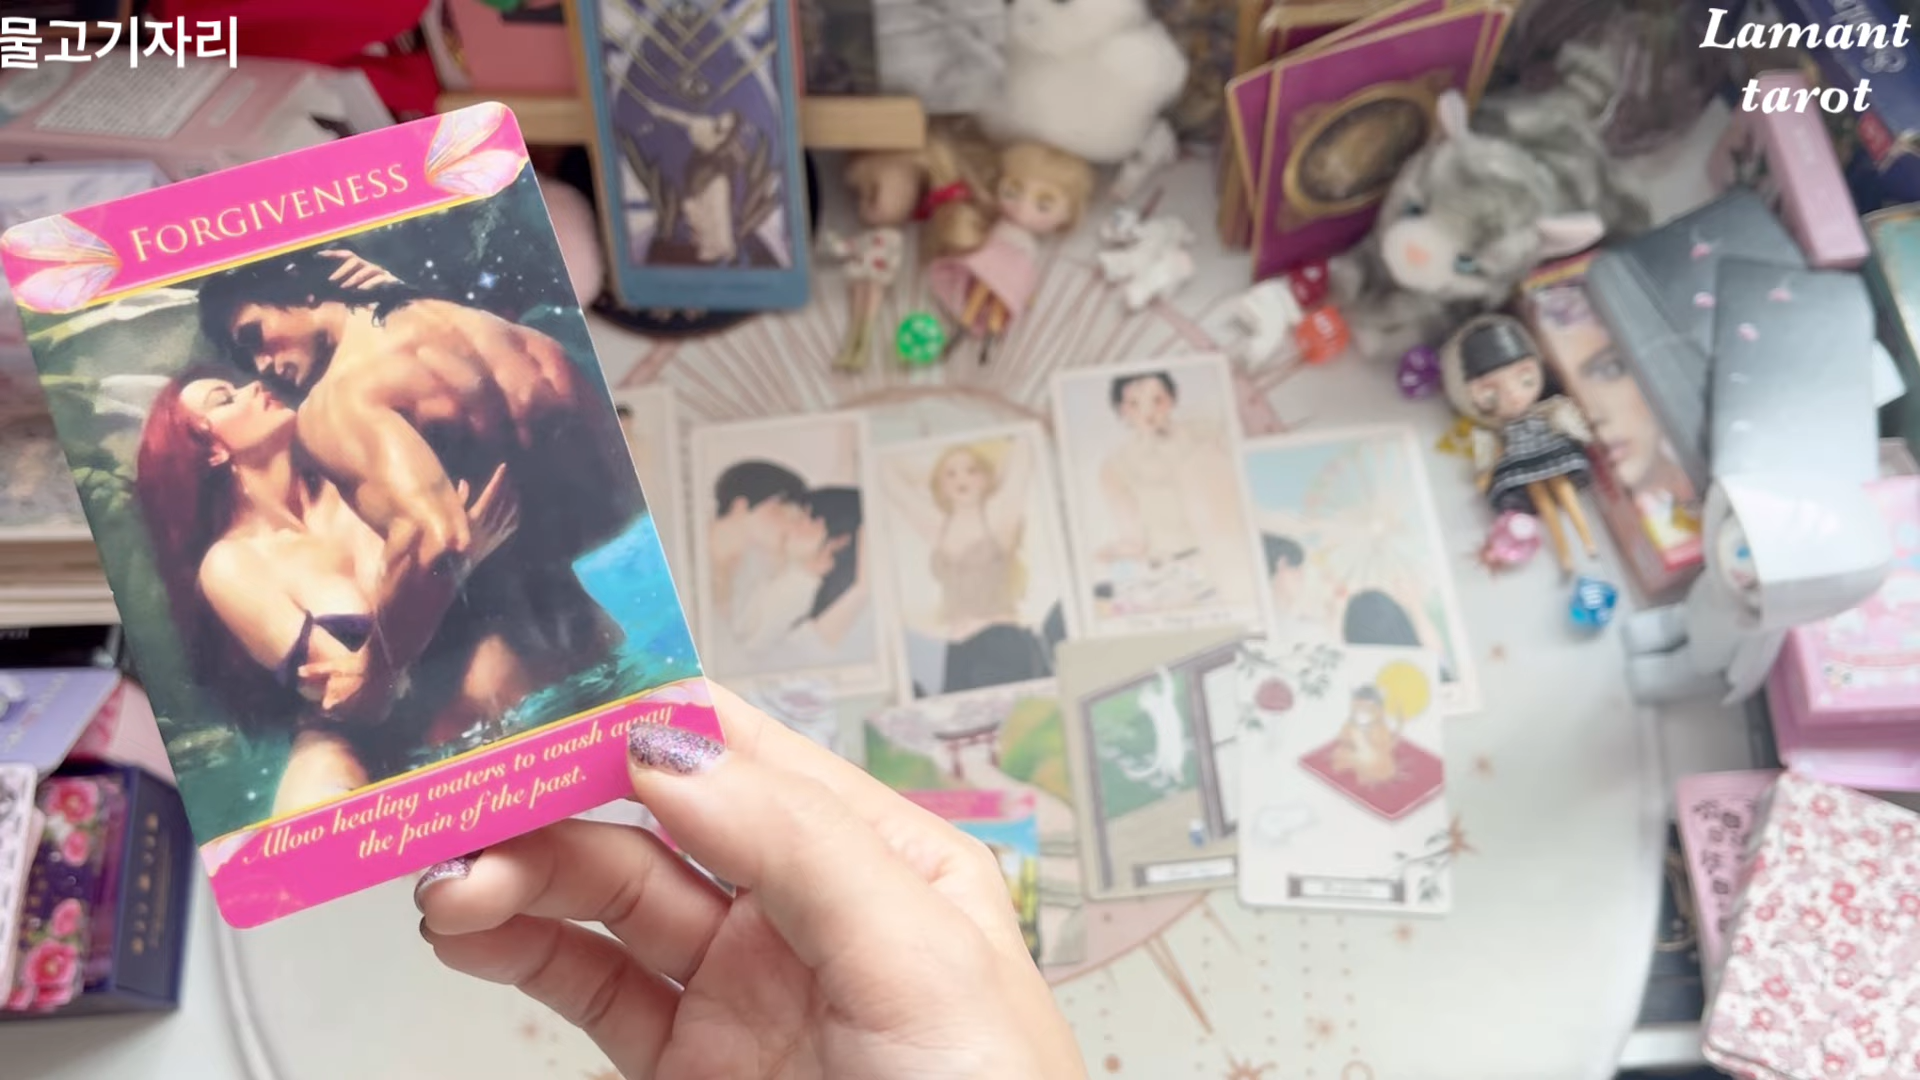 물고기자리
Lamant
tarot
FORGIVENESS
Allow healing waters to wash away
the pain of the past.